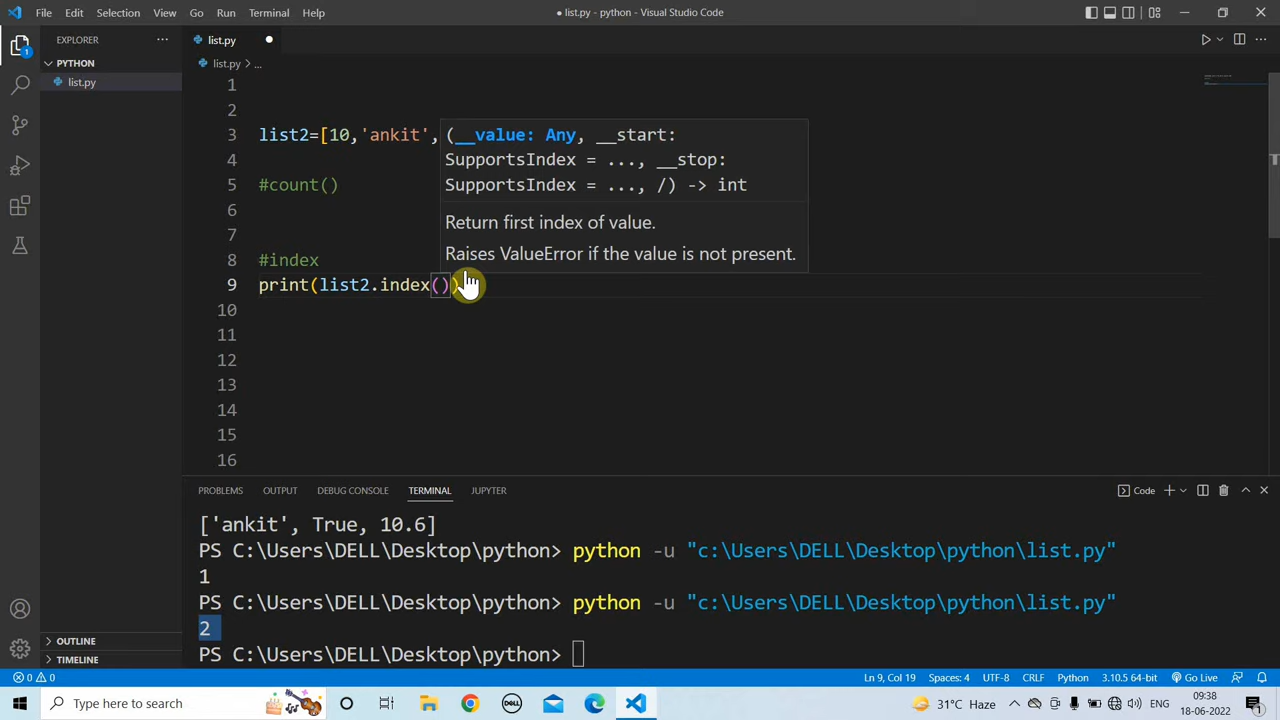 File Edit Selection View Go Run Terminal Help
● list.py - python - Visual Studio Code
EXPLORER
PYTHON
list.py
OUTLINE
TIMELINE
list.py
list.py > ...
1
2
3 list2=[10,'ankit',
4
5 #count()
6
7
8 #index
9 print(list2.index())
10
11
12
13
14
15
16
(__value: Any, __start:
SupportsIndex = ..., __stop:
SupportsIndex = ..., /) -> int
Return first index of value.
Raises ValueError if the value is not present.
PROBLEMS OUTPUT DEBUG CONSOLE TERMINAL JUPYTER
Code
['ankit', True, 10.6]
PS C:\Users\DELL\Desktop\python> python -u "c:\Users\DELL\Desktop\python\list.py"
1
PS C:\Users\DELL\Desktop\python> python -u "c:\Users\DELL\Desktop\python\list.py"
2
PS C:\Users\DELL\Desktop\python>
0 0 Ln 9, Col 19 Spaces: 4 UTF-8 CRLF Python 3.10.5 64-bit Go Live
Type here to search
DELL
31°C Haze
ENG
09:38
18-06-2022
1